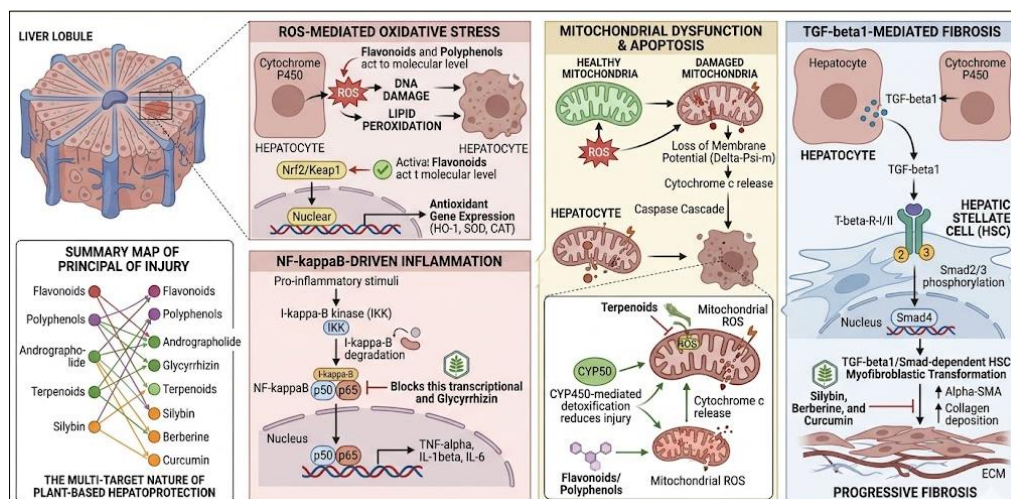 LIVER LOBULE
SUMMARY MAP OF
PRINCIPAL OF INJURY
Flavonoids
Polyphenols
Andrographo-
lide
Terpenoids
Silybin
Flavonoids
Polyphenols
Andrographolide
Glycyrrhizin
Terpenoids
Silybin
Berberine
Curcumin
THE MULTI-TARGET NATURE OF
PLANT-BASED HEPATOPROTECTION
ROS-MEDIATED OXIDATIVE STRESS
Flavonoids and Polyphenols
act to molecular level
Cytochrome
P450
ROS
DNA
DAMAGE
LIPID
PEROXIDATION
HEPATOCYTE
HEPATOCYTE
Nrf2/Keap1
Activa: Flavonoids
act t molecular level
Nuclear
Antioxidant
Gene Expression
(HO-1, SOD, CAT)
NF-kappaB-DRIVEN INFLAMMATION
Pro-inflammatory stimuli
I-kappa-B kinase (IKK)
IKK
I-kappa-B
degradation
I-kappa-B
NF-kappaB
p50
p65
Blocks this transcriptional
and Glycyrrhizin
Nucleus
p50
p65
TNF-alpha,
IL-1beta, IL-6
MITOCHONDRIAL DYSFUNCTION
& APOPTOSIS
HEALTHY
MITOCHONDRIA
DAMAGED
MITOCHONDRIA
ROS
Loss of Membrane
Potential (Delta-Psi-m)
Cytochrome c release
Caspase Cascade
HEPATOCYTE
Terpenoids
Mitochondrial
ROS
CYP50
CYP450-mediated
detoxification
reduces injury
Cytochrome c
release
Flavonoids/
Polyphenols
Mitochondrial ROS
TGF-beta1-MEDIATED FIBROSIS
Hepatocyte
Cytochrome
P450
TGF-beta1
HEPATOCYTE
TGF-beta1
T-beta-R-I/II
HEPATIC
STELLATE
CELL (HSC)
2
3
Smad2/3
phosphorylation
Nucleus
Smad4
TGF-beta1/Smad-dependent HSC
Myofibroblastic Transformation
Silybin,
Berberine, and
Curcumin
Alpha-SMA
Collagen
deposition
ECM
PROGRESSIVE FIBROSIS